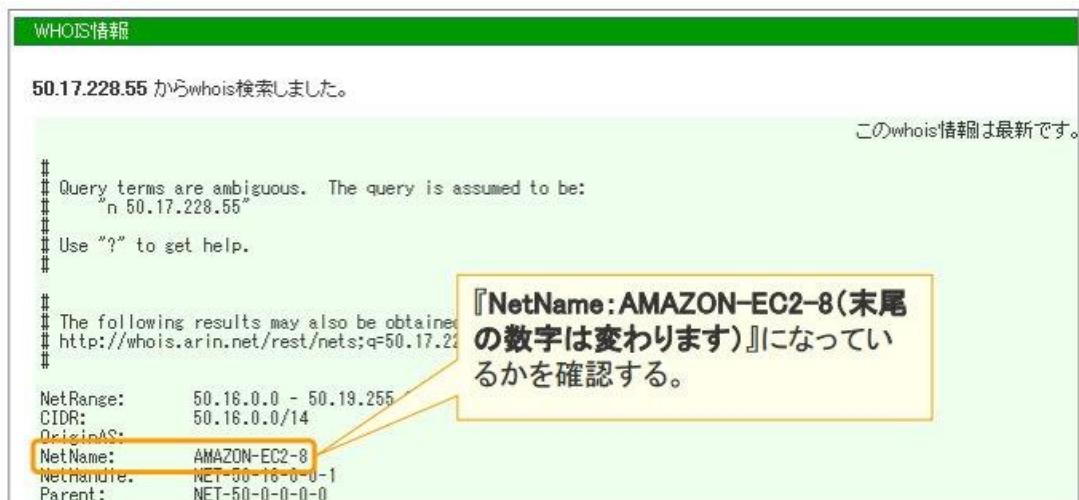 WHOIS情報
50.17.228.55 からwhois検索しました。
このwhois情報は最新です。
#
# Query terms are ambiguous.  The query is assumed to be:
#     "n 50.17.228.55"
#
# Use "?" to get help.
#
#
# The following results may also be obtained
# http://whois.arin.net/rest/nets;q=50.17.22
#
『NetName:AMAZON-EC2-8(末尾
の数字は変わります)』になってい
るかを確認する。
NetRange:       50.16.0.0 - 50.19.255
CIDR:           50.16.0.0/14
OriginAS:
NetName:        AMAZON-EC2-8
NetHandle:      NET-50-16-0-0-1
Parent:         NET-50-0-0-0-0